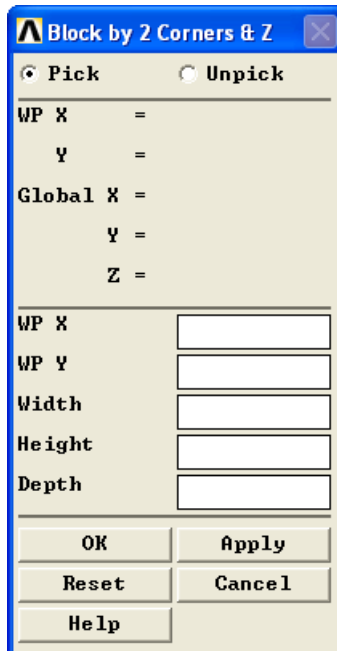 Block by 2 Corners & Z
Pick Unpick
WP X =
Y =
Global X =
Y =
Z =
WP X
WP Y
Width
Height
Depth
OK Apply
Reset Cancel
Help